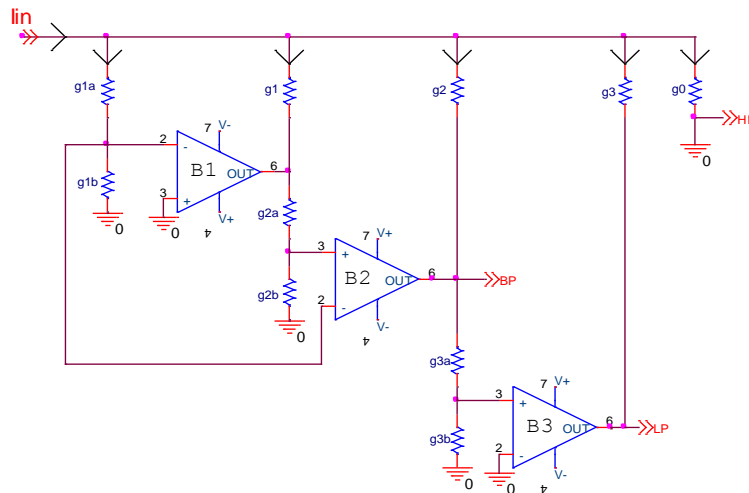 Iin
g1a
g1
g2
g3
g0
HI
0
2
-
7
V-
B1
OUT
6
3
+
V+
4
g1b
0
0
g2a
3
+
7
V+
B2
OUT
6
BP
g2b
2
-
V-
4
0
g3a
3
+
7
V+
B3
OUT
6
LP
g3b
2
-
V-
4
0
0